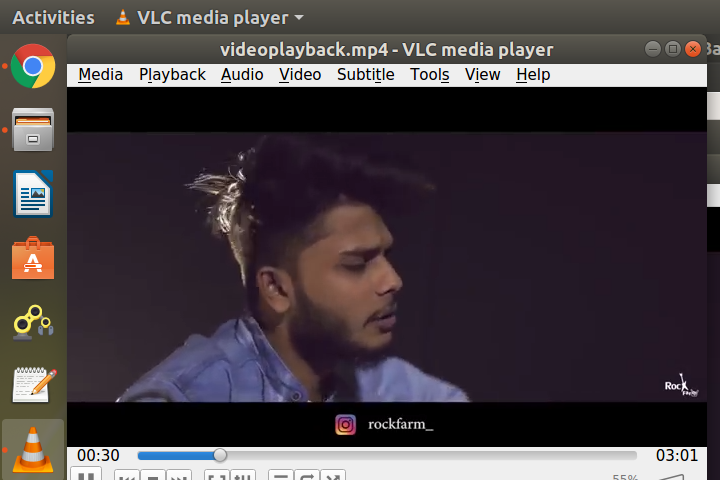 Activities VLC media player
videoplayback.mp4 - VLC media player
Media Playback Audio Video Subtitle Tools View Help
Rock
rockfarm_
00:30 03:01
55%